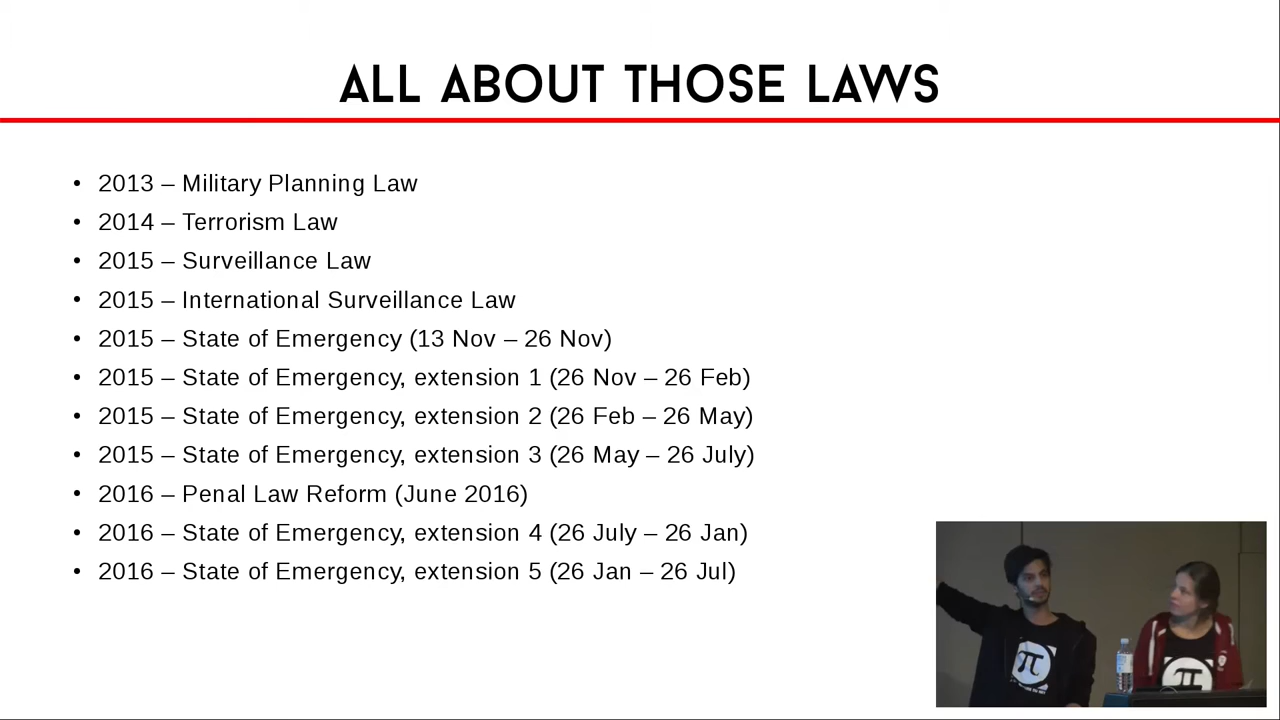 ALL ABOUT THOSE LAWS
• 2013 – Military Planning Law
• 2014 – Terrorism Law
• 2015 – Surveillance Law
• 2015 – International Surveillance Law
• 2015 – State of Emergency (13 Nov – 26 Nov)
• 2015 – State of Emergency, extension 1 (26 Nov – 26 Feb)
• 2015 – State of Emergency, extension 2 (26 Feb – 26 May)
• 2015 – State of Emergency, extension 3 (26 May – 26 July)
• 2016 – Penal Law Reform (June 2016)
• 2016 – State of Emergency, extension 4 (26 July – 26 Jan)
• 2016 – State of Emergency, extension 5 (26 Jan – 26 Jul)
π
π